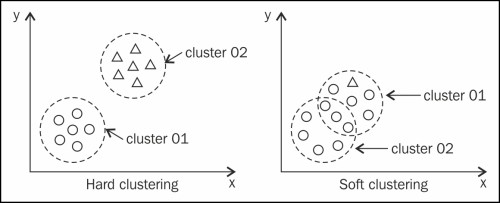 y
cluster 02
cluster 01
Hard clustering
x
y
cluster 01
cluster 02
Soft clustering
x